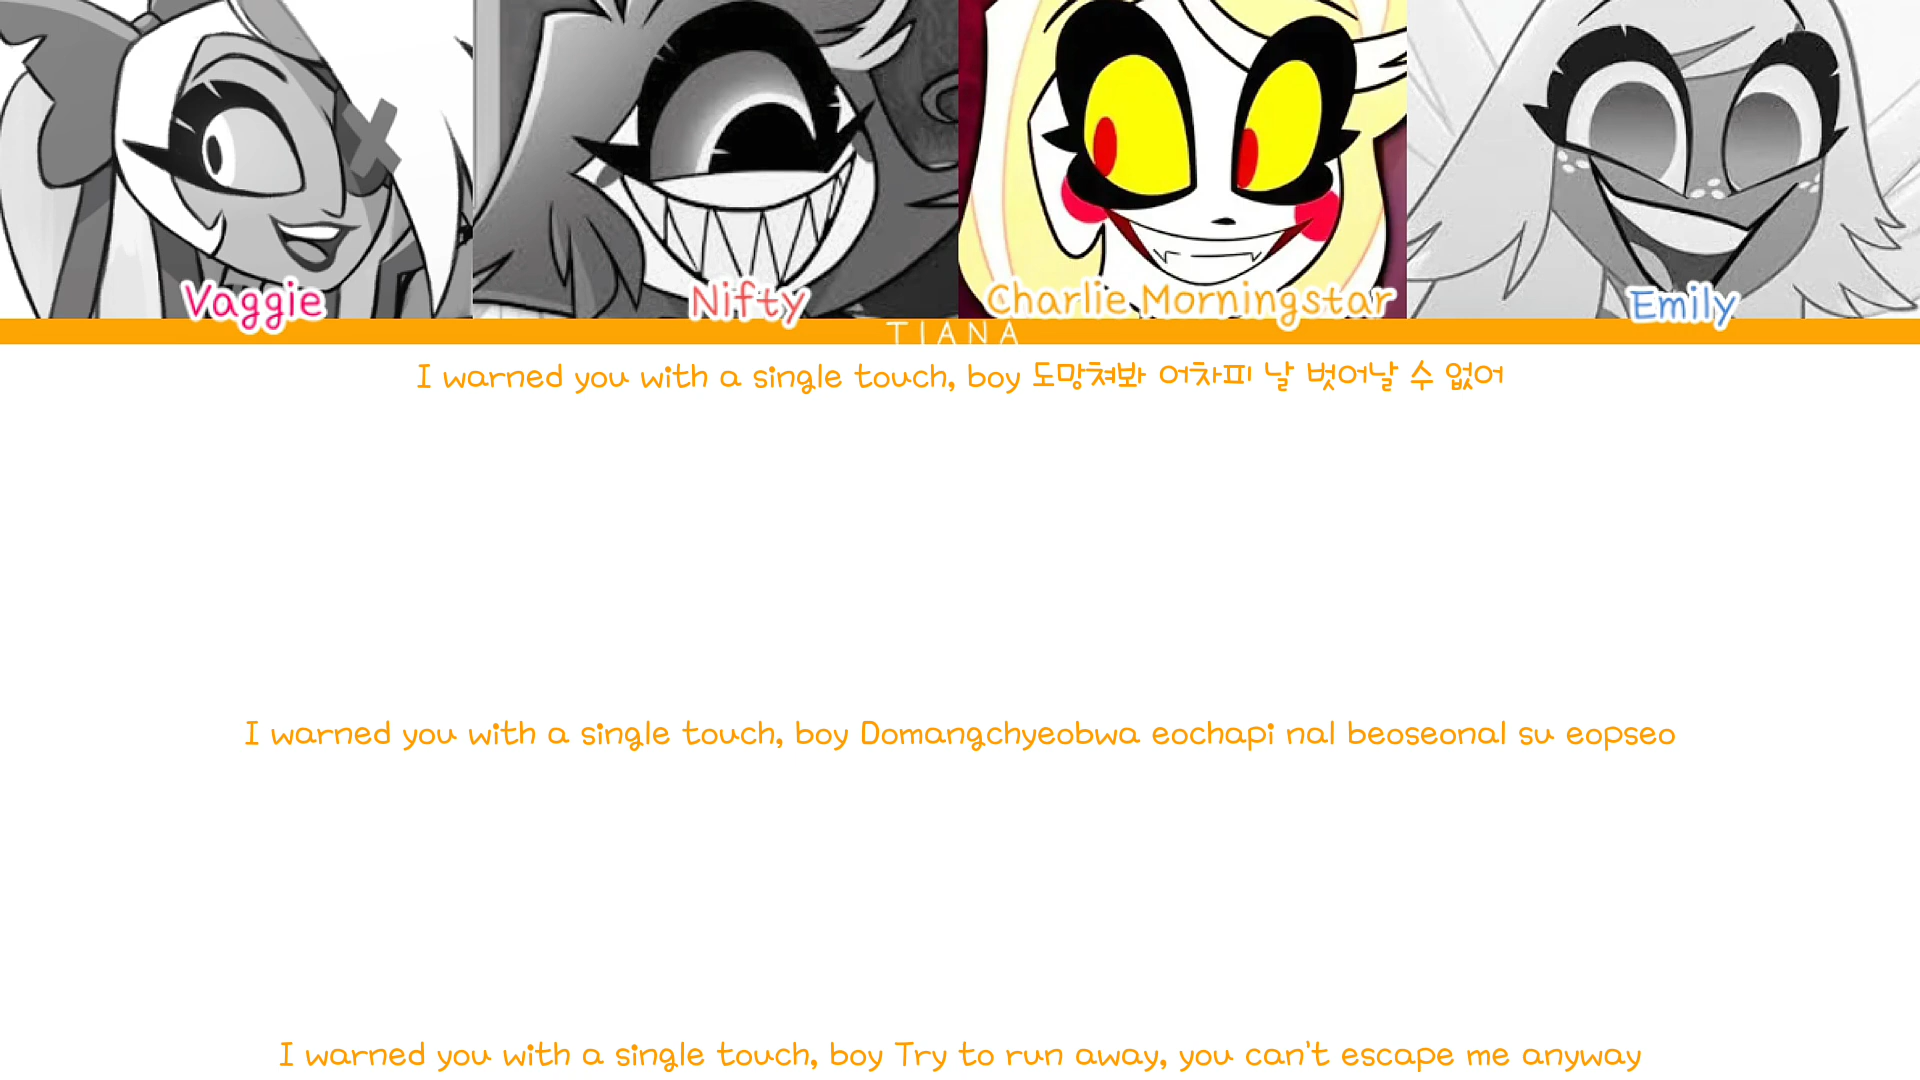 Vaggie
Nifty
Charlie Morningstar
Emily
TIANA
I warned you with a single touch, boy 도망쳐봐 어차피 날 벗어날 수 없어
I warned you with a single touch, boy Domangchyeobwa eochapi nal beoseonal su eopseo
I warned you with a single touch, boy Try to run away, you can't escape me anyway